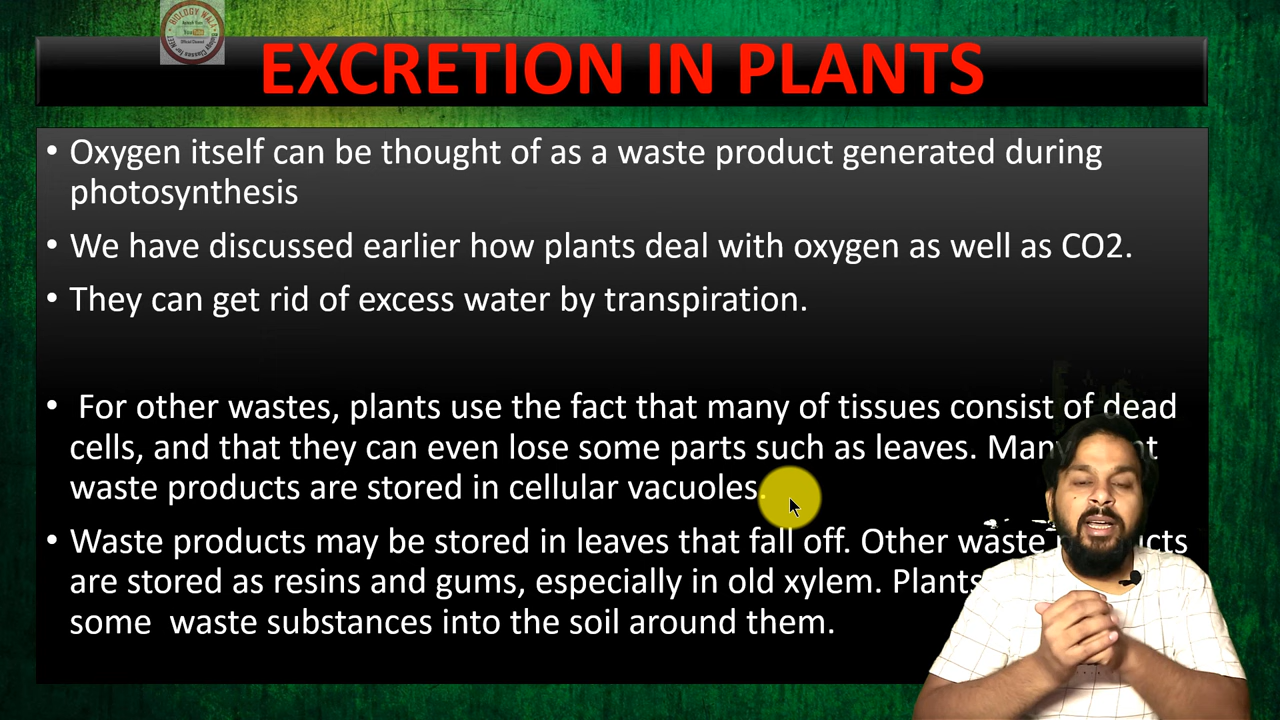 BIOLOGY WALA
YouTube
EXCRETION IN PLANTS
• Oxygen itself can be thought of as a waste product generated during
photosynthesis
• We have discussed earlier how plants deal with oxygen as well as CO2.
• They can get rid of excess water by transpiration.
• For other wastes, plants use the fact that many of tissues consist of dead
cells, and that they can even lose some parts such as leaves.
waste products are stored in cellular vacuoles.
• Waste products may be stored in leaves that fall off. Other waste
are stored as resins and gums, especially in old xylem. Plants
some waste substances into the soil around them.